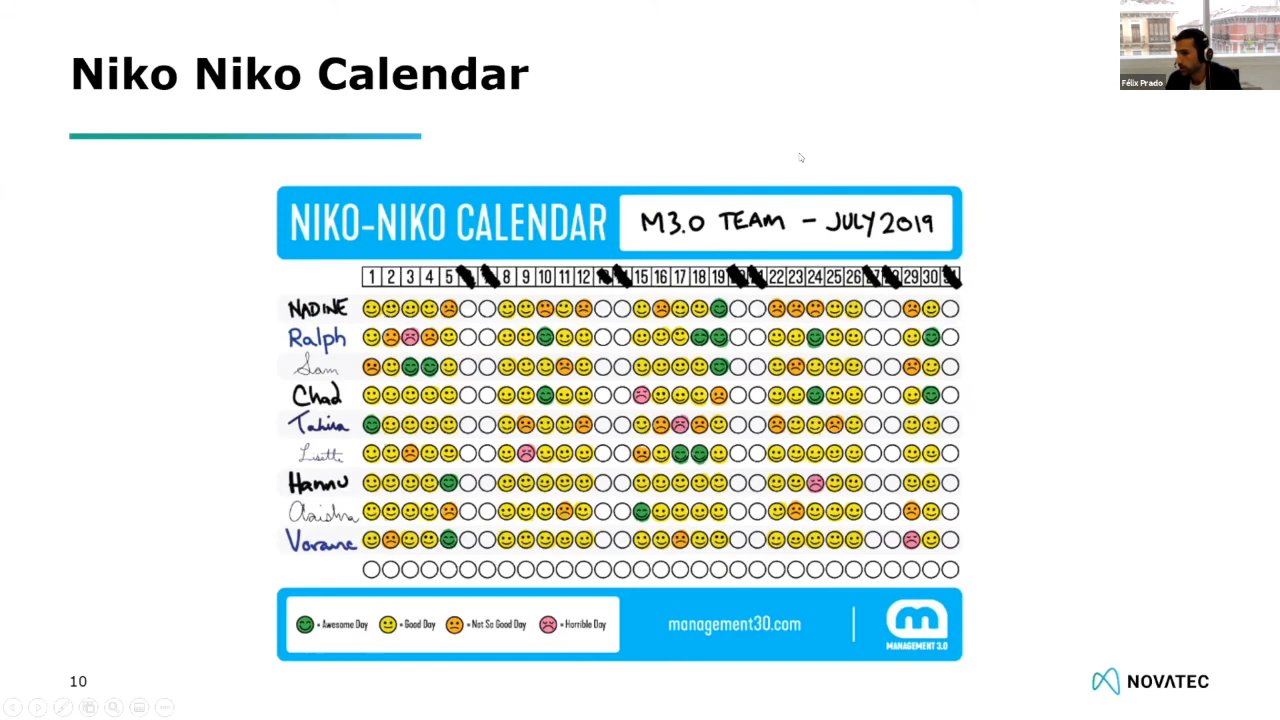 Niko Niko Calendar
Félix Prado
NIKO-NIKO CALENDAR
M3.0 TEAM - JULY 2019
1 2 3 4 5 8 9 10 11 12 15 16 17 18 19 22 23 24 25 26 29 30
NADINE
Ralph
Sam
Chad
Tahira
Lisette
Hannu
= Awesome Day = Good Day = Not So Good Day = Horrible Day
management30.com
m
MANAGEMENT 3.0
10
NOVATEC